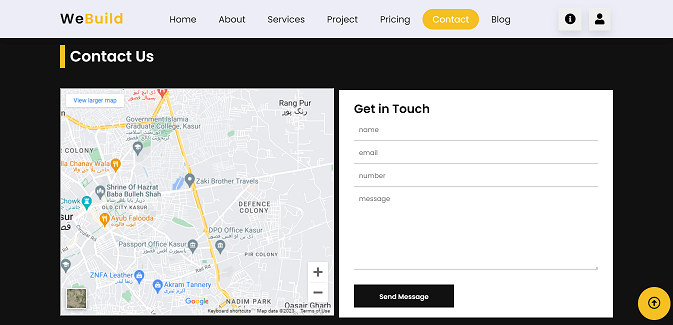 WeBuild
Home About Services Project Pricing Contact Blog
Contact Us
View larger map
Rang Pur
رنگ پور
Government Islamia
Graduate College, Kasur
COLONY
Chanay Wala
Shrine Of Hazrat
Baba Bulleh Shah
Zaki Brother Travels
Chowk
OLD CITY KASUR
Ayub Falooda
DEFENCE
COLONY
DPO Office Kasur
Passport Office Kasur
PIR COLONY
ZNFA Leather
Akram Tannery
Google
NADIM PARK
Qasair Garh
Keyboard shortcuts Map data ©2023 Terms of Use
Get in Touch
name
email
number
message
Send Message